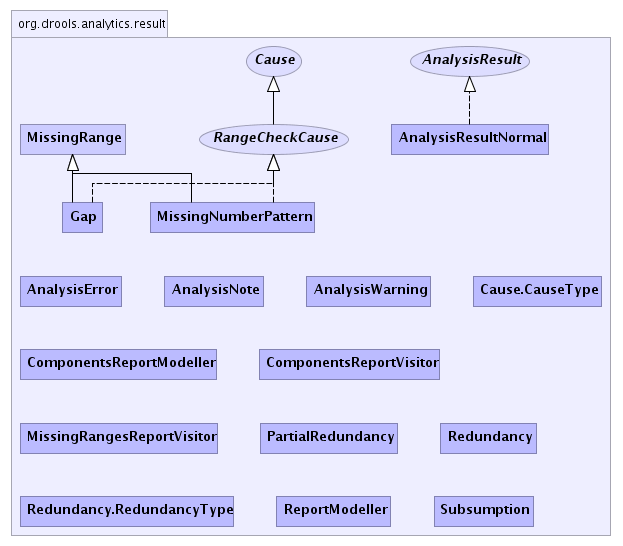 org.drools.analytics.result
Cause
AnalysisResult
MissingRange
RangeCheckCause
AnalysisResultNormal
Gap
MissingNumberPattern
AnalysisError
AnalysisNote
AnalysisWarning
Cause.CauseType
ComponentsReportModeller
ComponentsReportVisitor
MissingRangesReportVisitor
PartialRedundancy
Redundancy
Redundancy.RedundancyType
ReportModeller
Subsumption